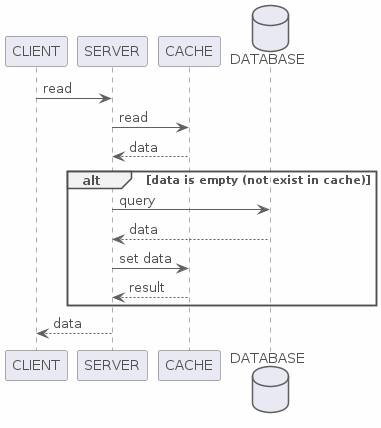 CLIENT SERVER CACHE DATABASE
read
read
data
alt [data is empty (not exist in cache)]
query
data
set data
result
data
CLIENT SERVER CACHE DATABASE